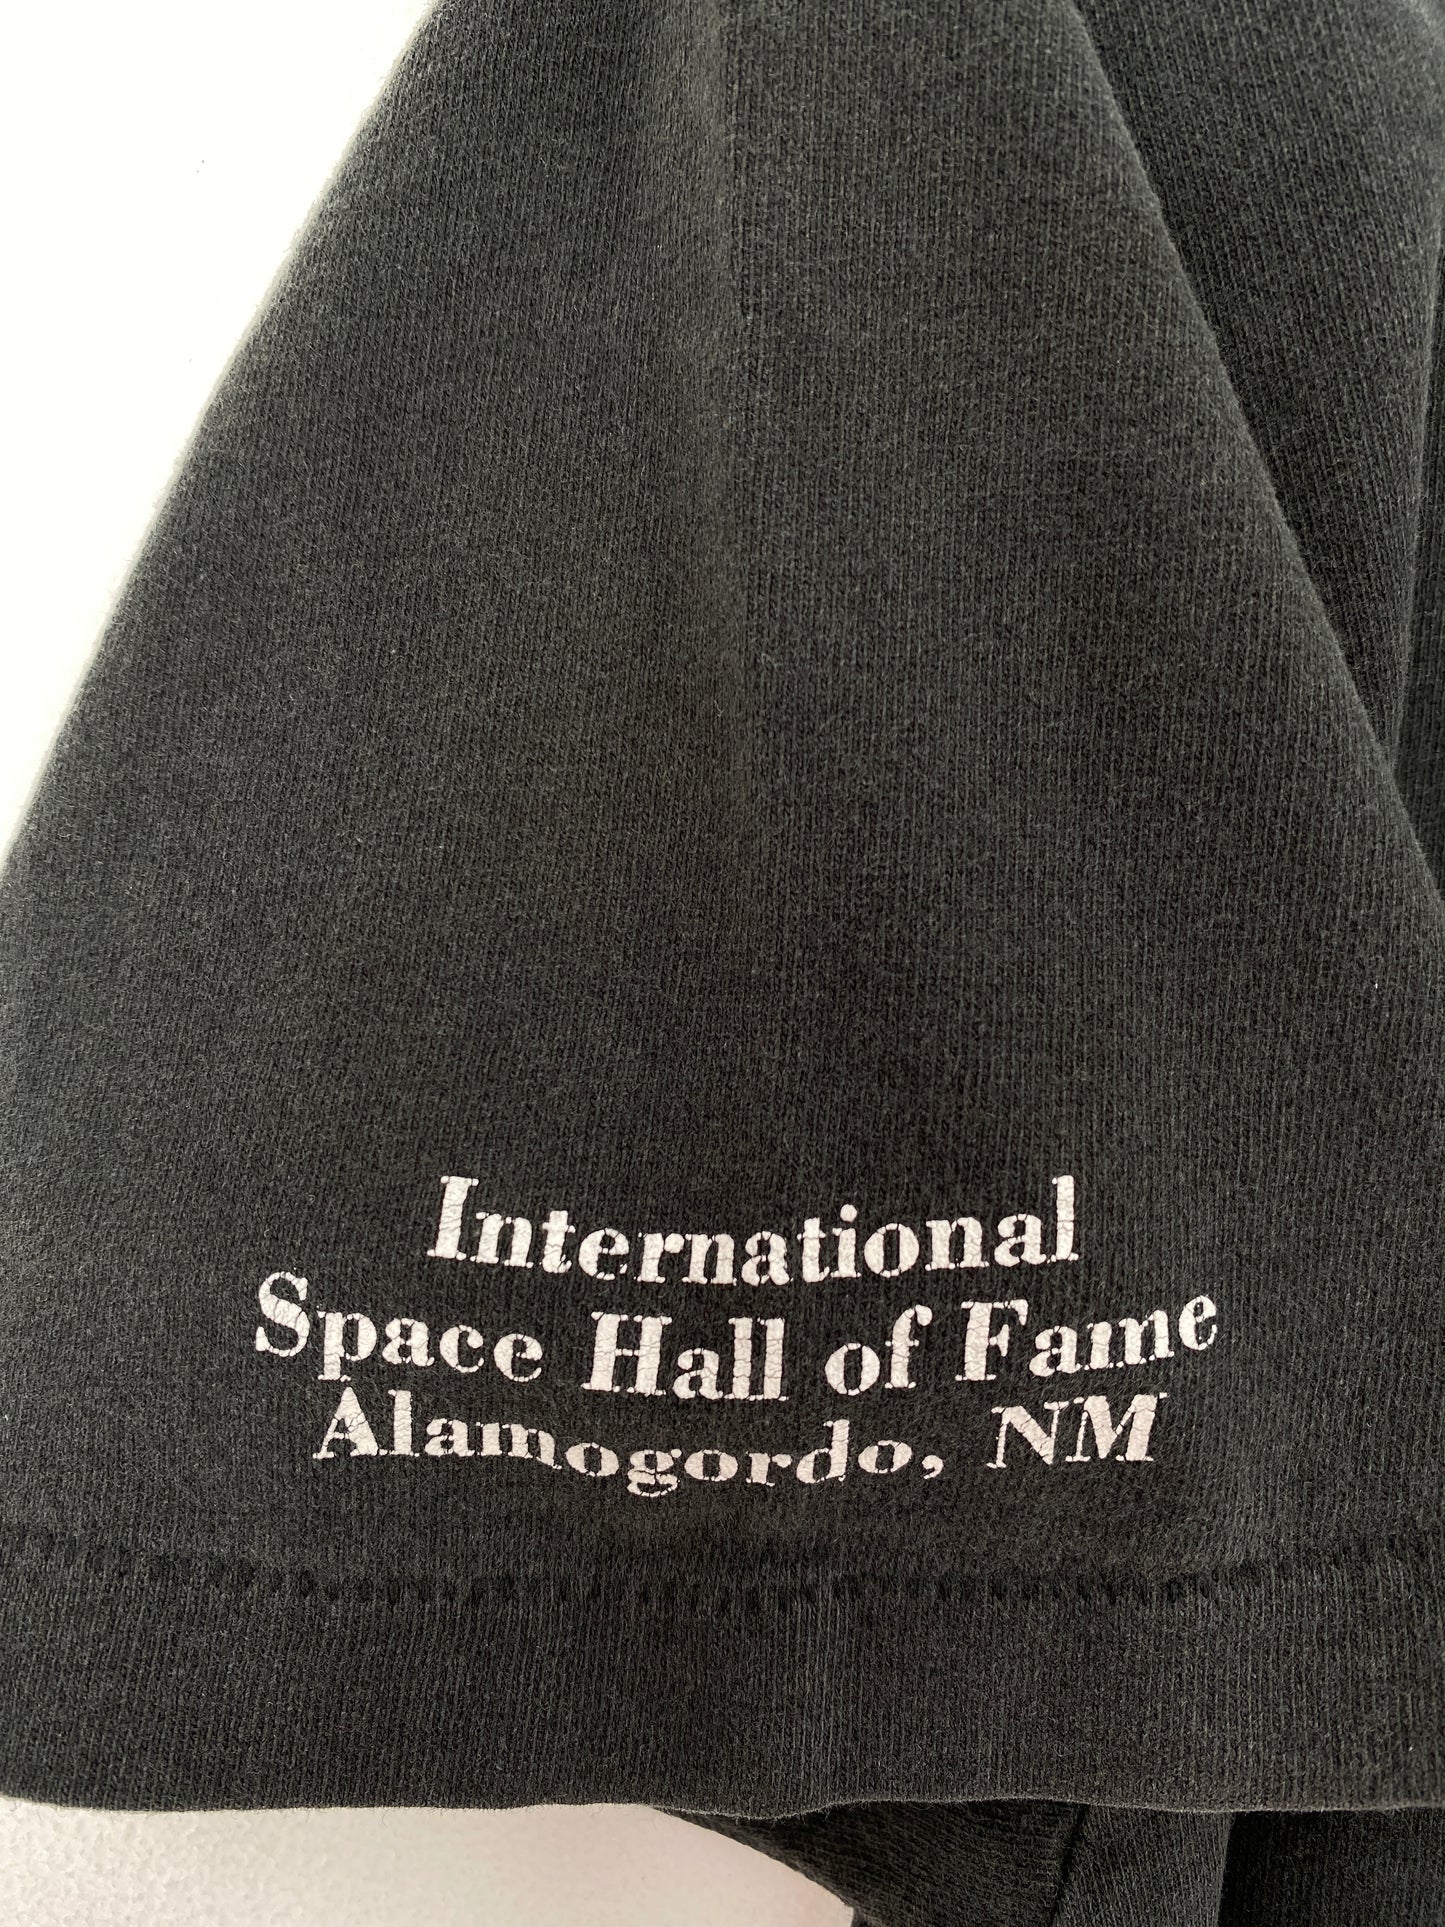 International
Space Hall of Fame
Alamogordo, NM